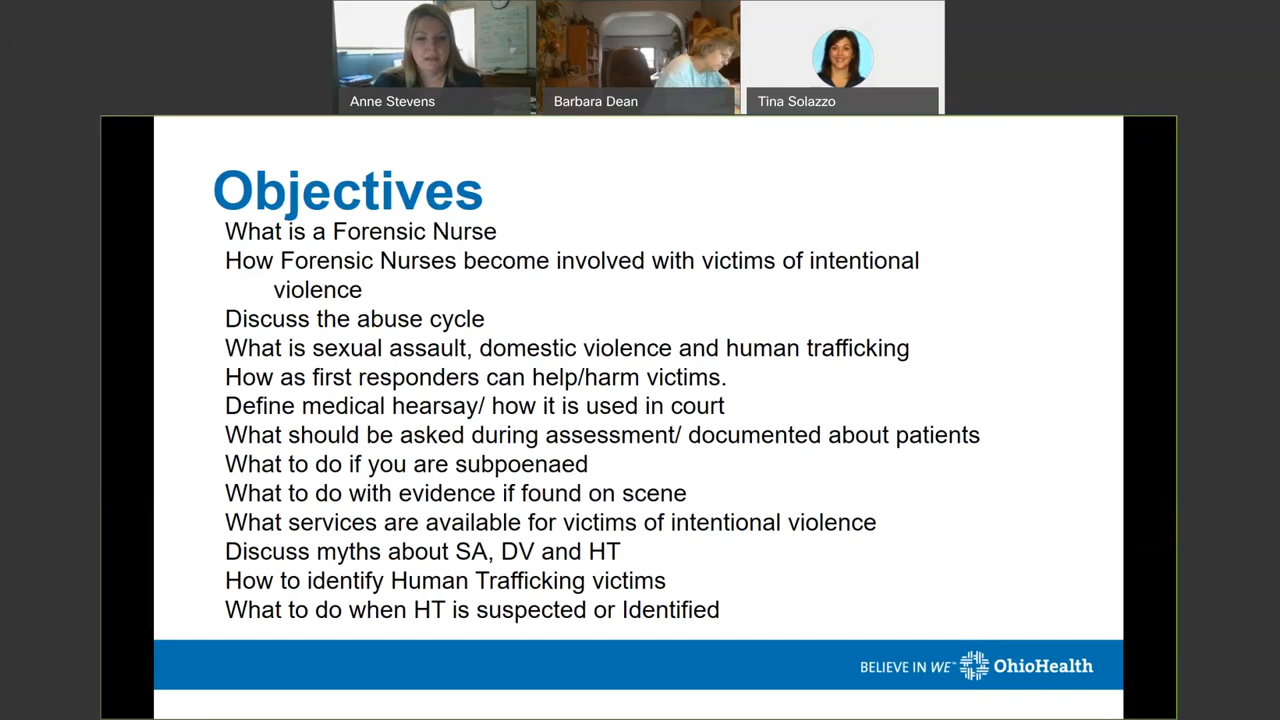 Anne Stevens
Barbara Dean
Tina Solazzo
Objectives
What is a Forensic Nurse
How Forensic Nurses become involved with victims of intentional
violence
Discuss the abuse cycle
What is sexual assault, domestic violence and human trafficking
How as first responders can help/harm victims.
Define medical hearsay/ how it is used in court
What should be asked during assessment/ documented about patients
What to do if you are subpoenaed
What to do with evidence if found on scene
What services are available for victims of intentional violence
Discuss myths about SA, DV and HT
How to identify Human Trafficking victims
What to do when HT is suspected or Identified
BELIEVE IN WE™ OhioHealth